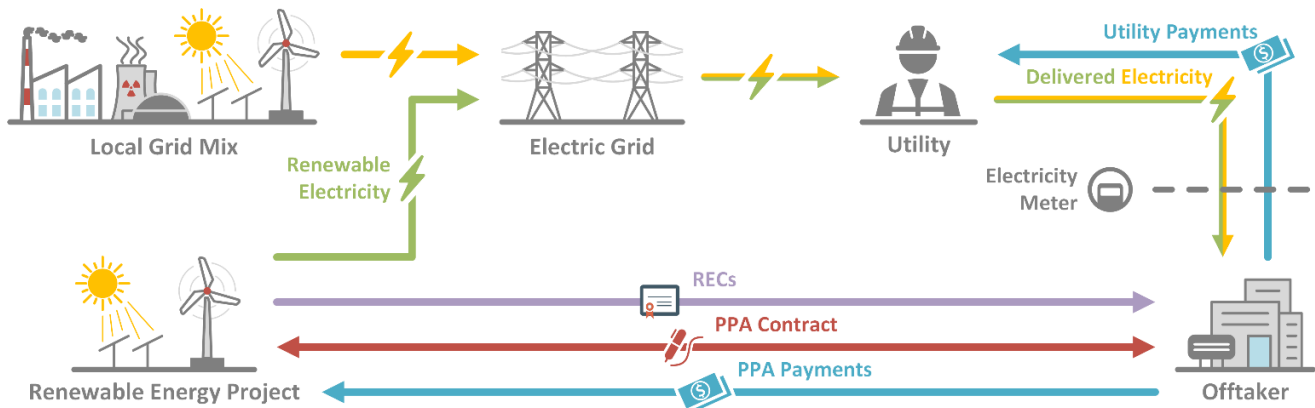 Utility Payments
Delivered Electricity
Local Grid Mix
Electric Grid
Utility
Renewable
Electricity
Electricity
Meter
RECs
PPA Contract
PPA Payments
Renewable Energy Project
Offtaker